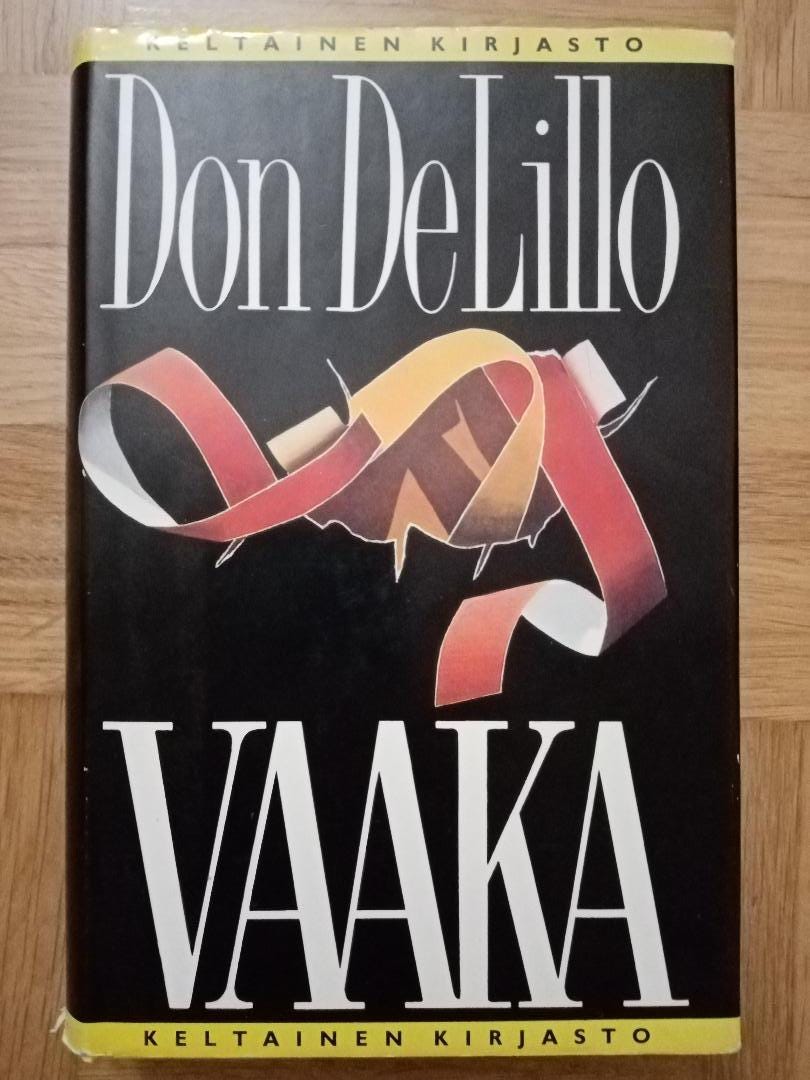 KELTAINEN KIRJASTO
Don DeLillo
VAAKA
KELTAINEN KIRJASTO